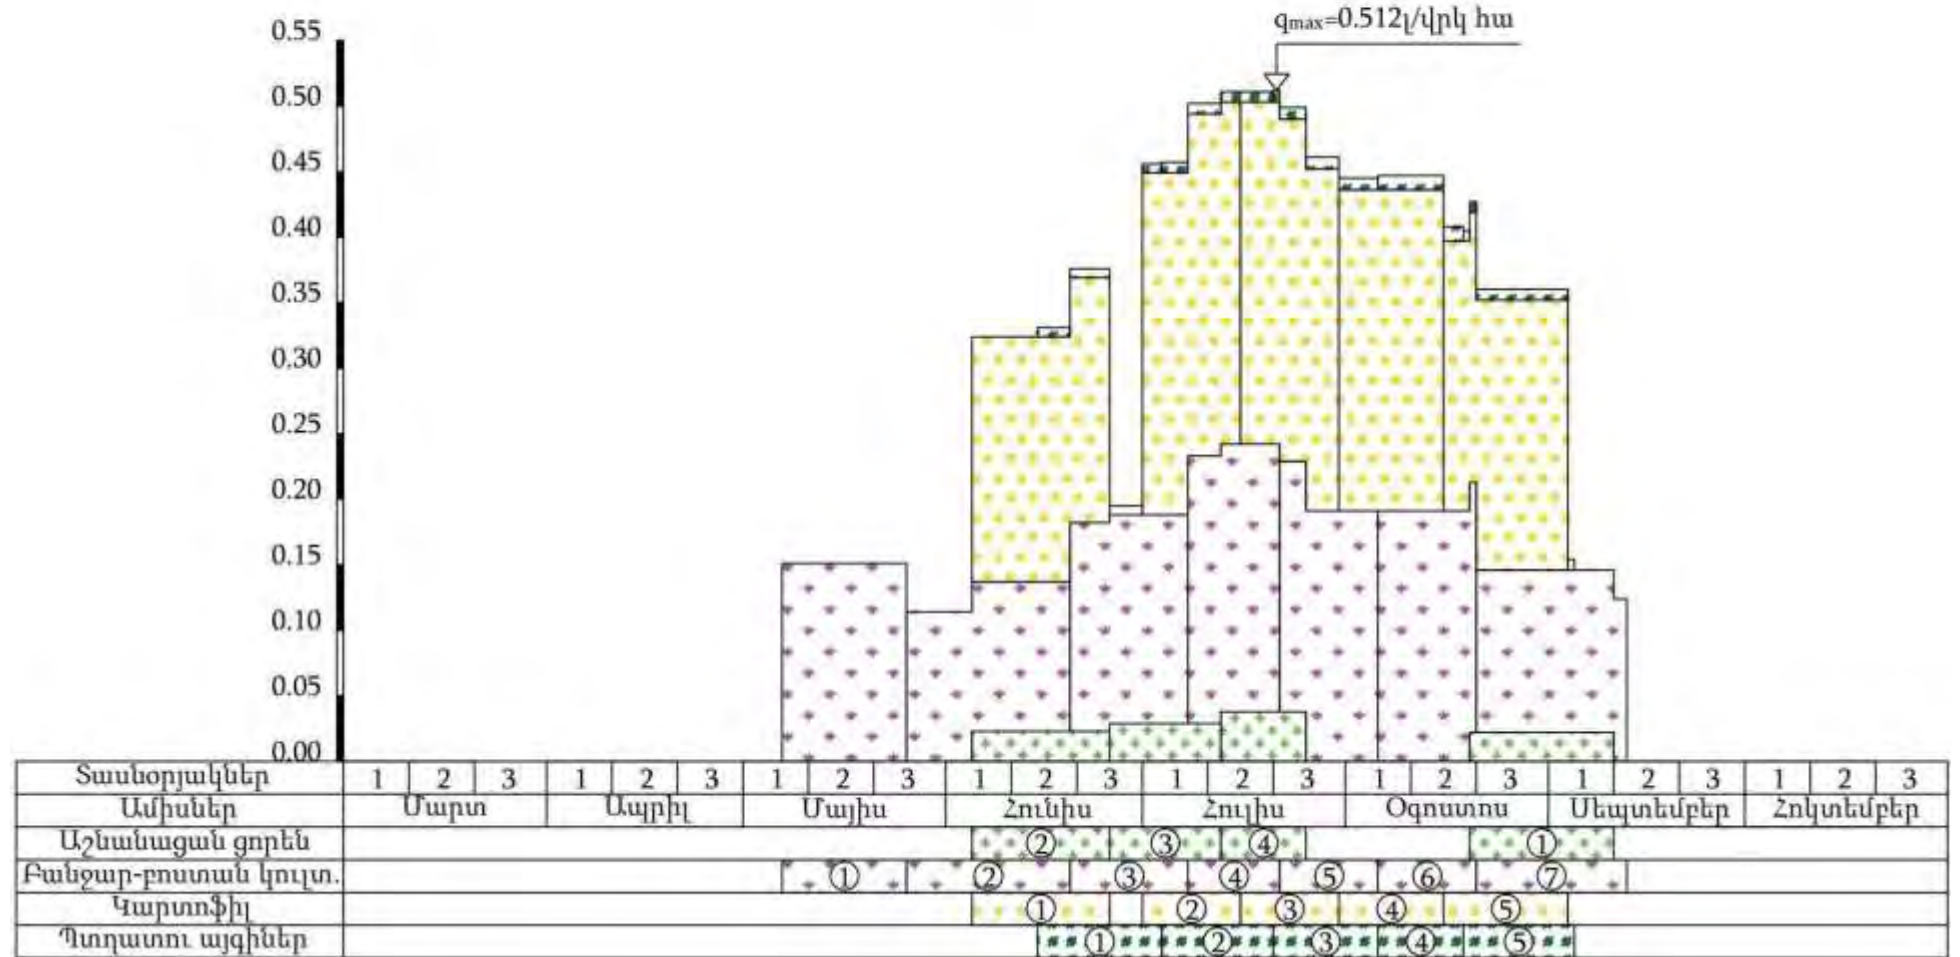 qmax=0.512լ/վրկ հա
0.55
0.50
0.45
0.40
0.35
0.30
0.25
0.20
0.15
0.10
0.05
0.00
Տասնօրյակներ 1 2 3 1 2 3 1 2 3 1 2 3 1 2 3 1 2 3 1 2 3 1 2 3
Ամիսներ Մարտ Ապրիլ Մայիս Հունիս Հուլիս Օգոստոս Սեպտեմբեր Հոկտեմբեր
Աշնանացան ցորեն 2 3 4 1
Բանջար-բոստան կուլտ. 1 2 3 4 5 6 7
Կարտոֆիլ 1 2 3 4 5
Պտղատու այգիներ 1 2 3 4 5